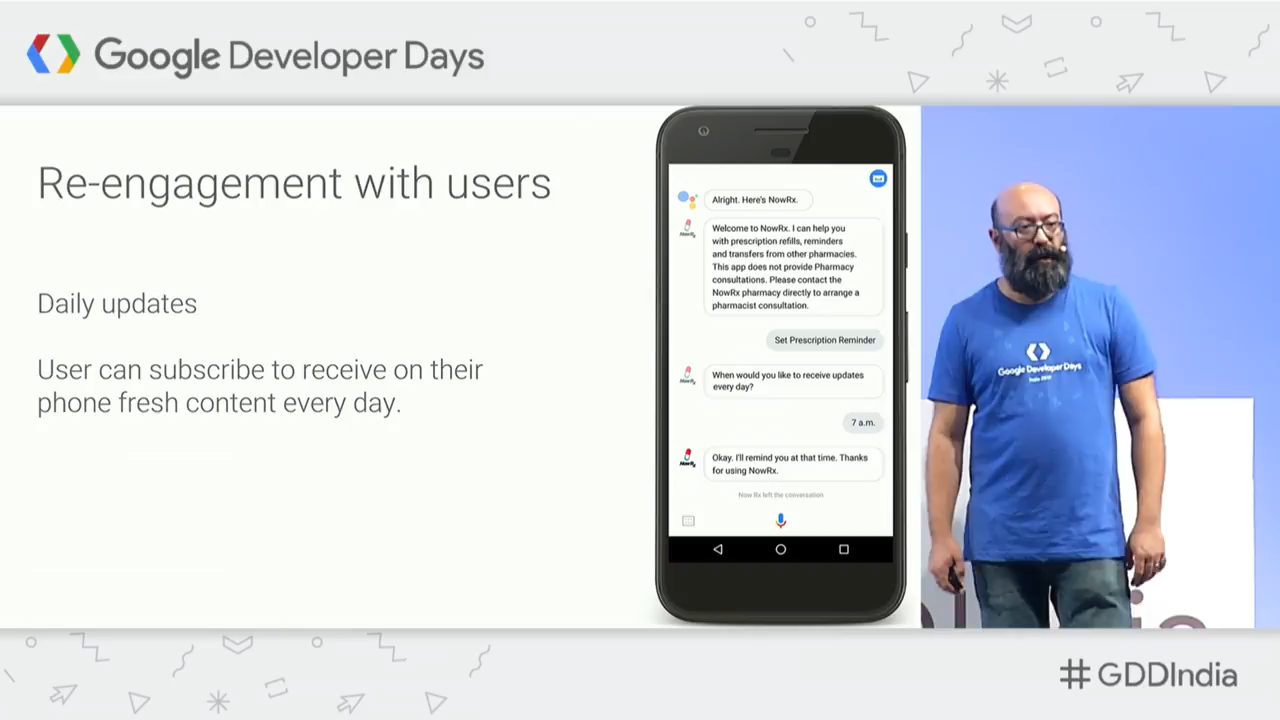 Google Developer Days
Re-engagement with users
Daily updates
User can subscribe to receive on their
phone fresh content every day.
Alright. Here's NowRx.
Welcome to NowRx. I can help you
with prescription refills, reminders
and transfers from other pharmacies.
This app does not provide Pharmacy
consultations. Please contact the
NowRx pharmacy directly to arrange a
pharmacist consultation.
Set Prescription Reminder
When would you like to receive updates
every day?
7 a.m.
Okay. I'll remind you at that time. Thanks
for using NowRx.
Now Rx left the conversation
Google Developer Days
#GDDIndia